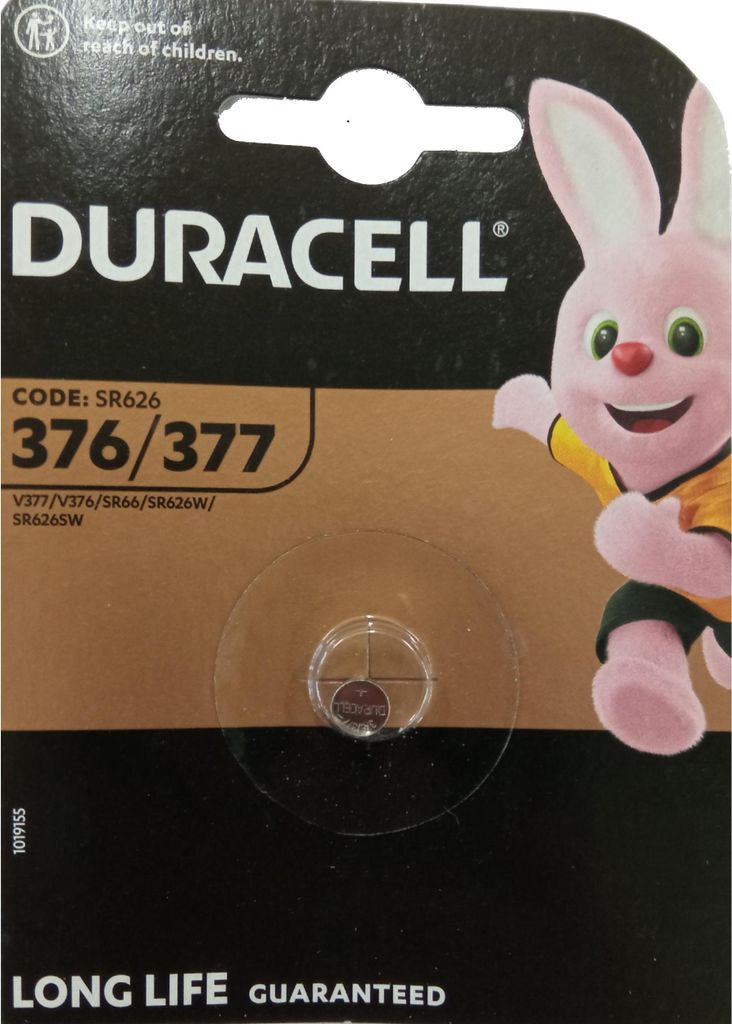 Keep out of
reach of children.
DURACELL®
CODE: SR626
376/377
V377/V376/SR66/SR626W/
SR626SW
DURACELL
1019155
LONG LIFE GUARANTEED